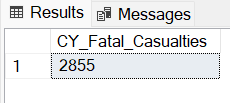 Results Messages
CY_Fatal_Casualties
1 2855